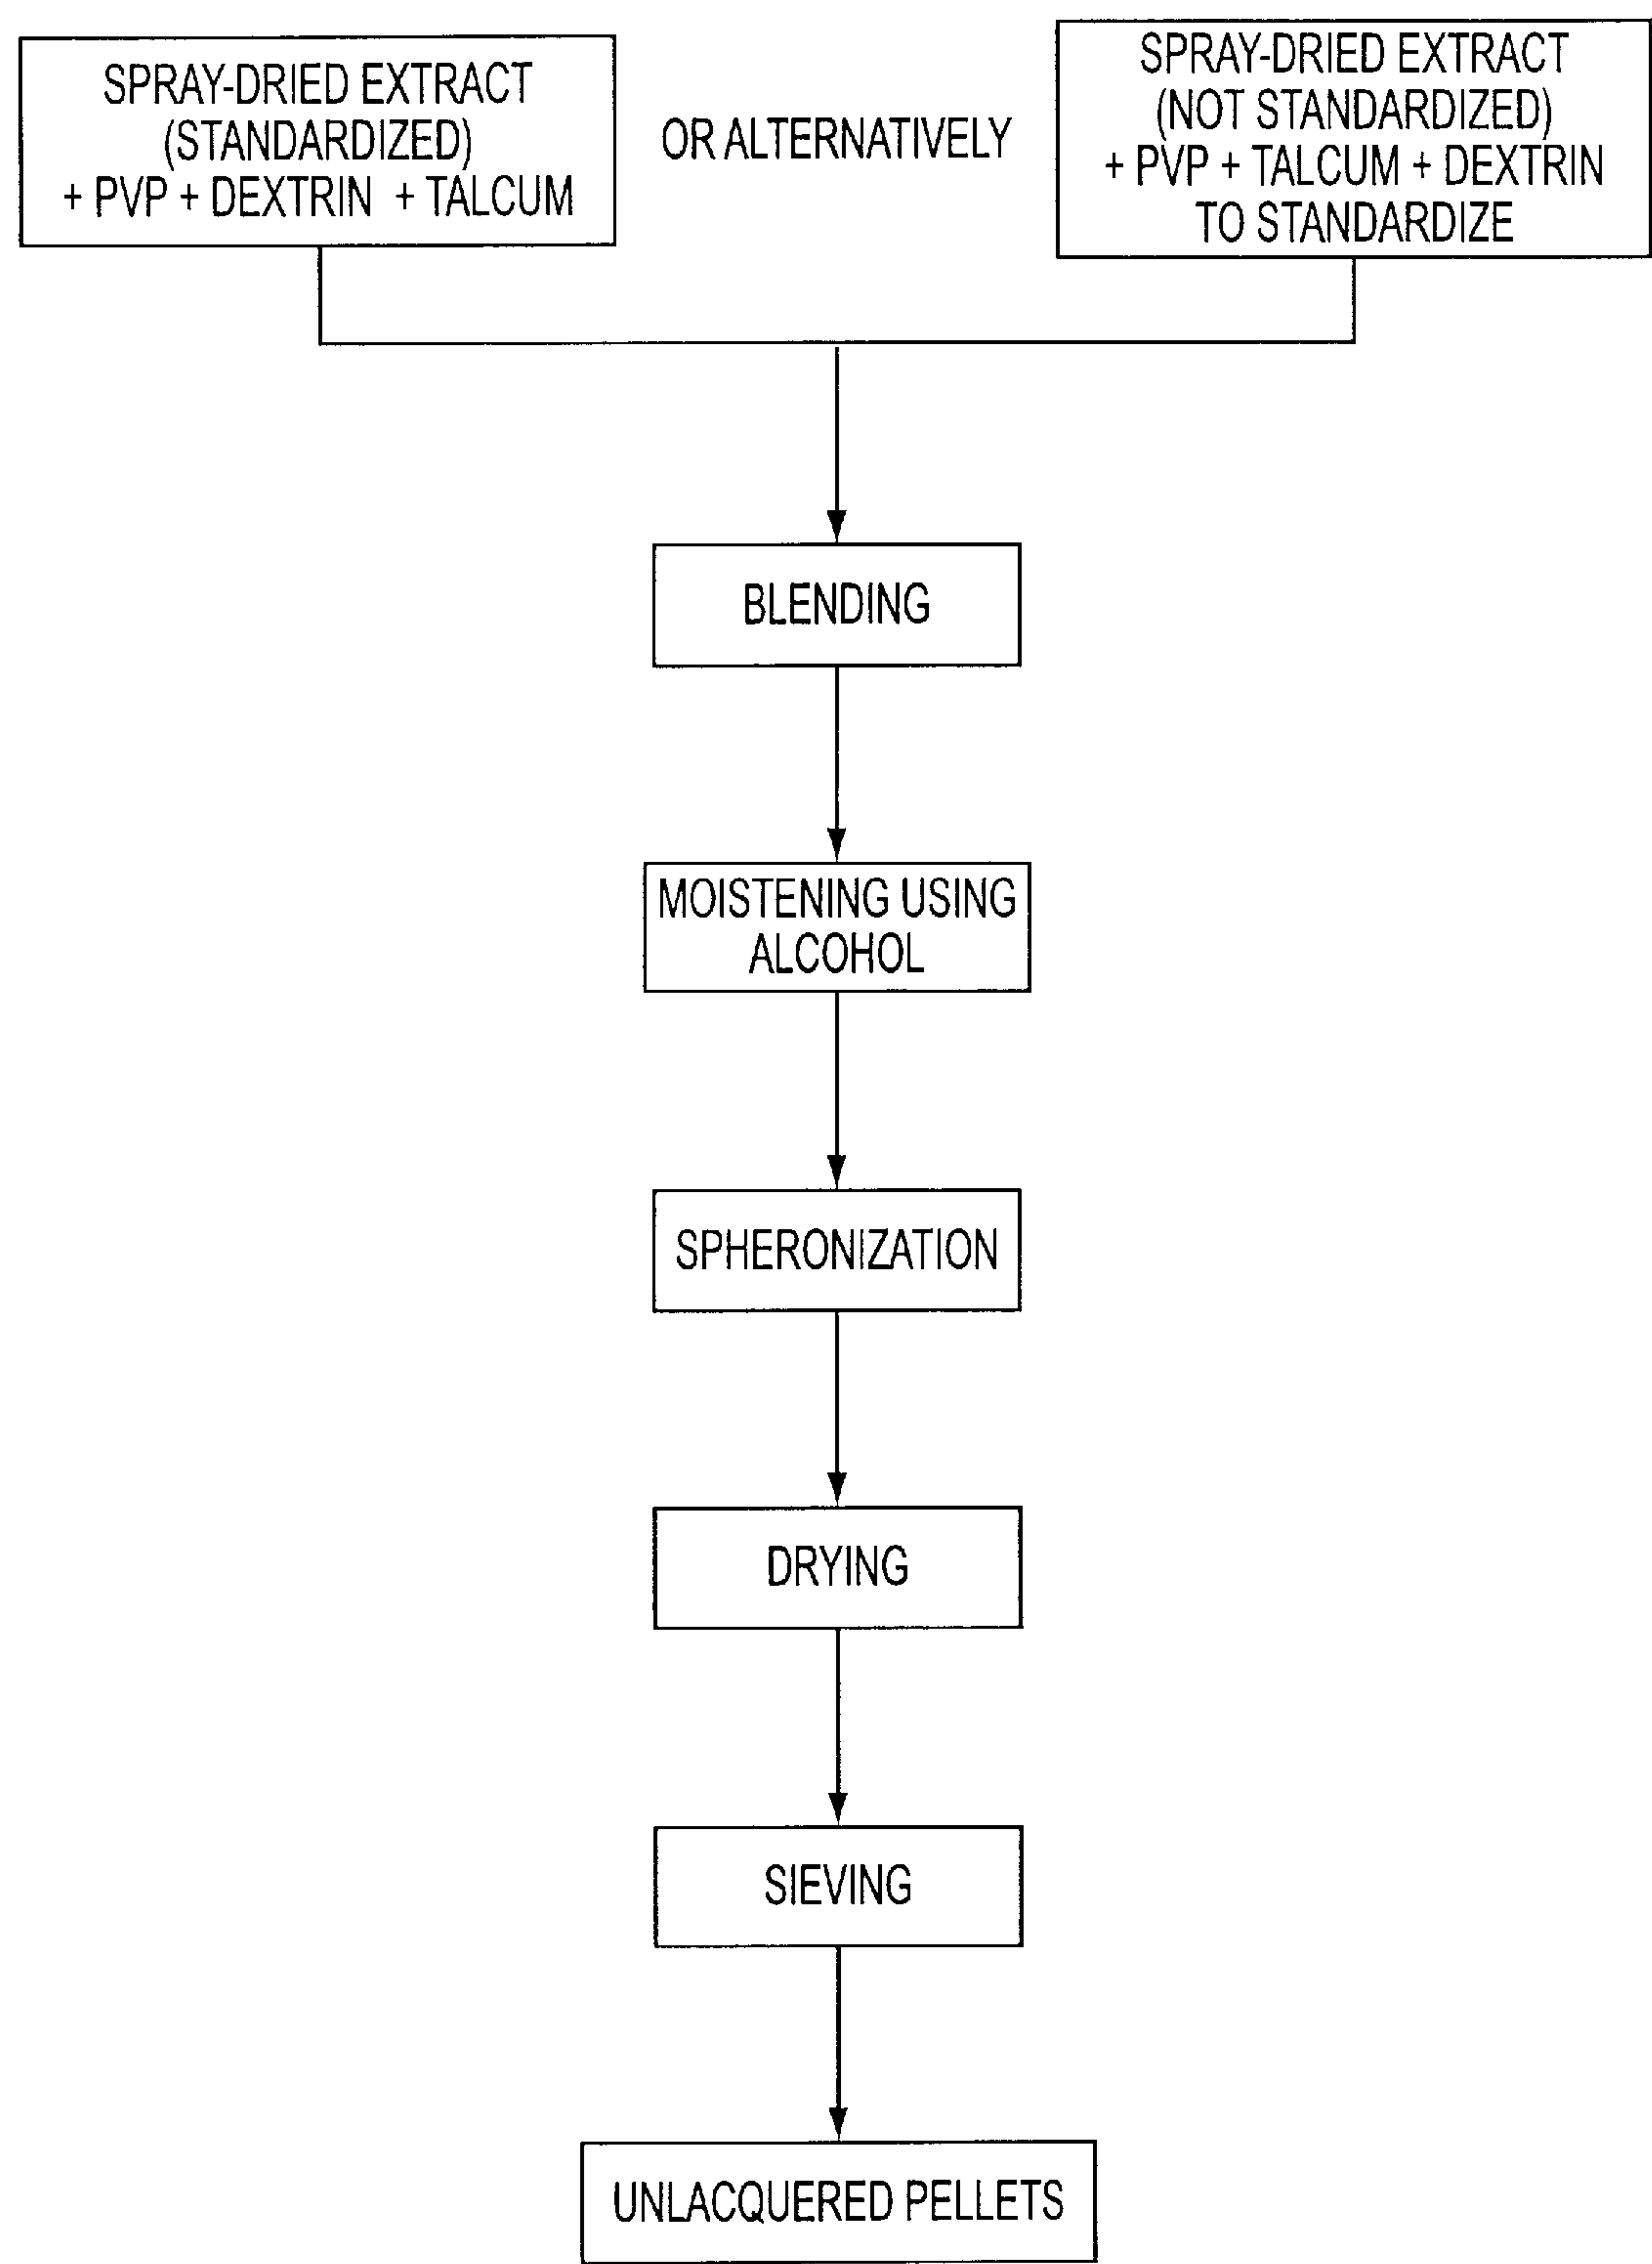 SPRAY-DRIED EXTRACT
(STANDARDIZED)
+ PVP + DEXTRIN + TALCUM
OR ALTERNATIVELY
SPRAY-DRIED EXTRACT
(NOT STANDARDIZED)
+ PVP + TALCUM + DEXTRIN
TO STANDARDIZE
BLENDING
MOISTENING USING
ALCOHOL
SPHERONIZATION
DRYING
SIEVING
UNLACQUERED PELLETS